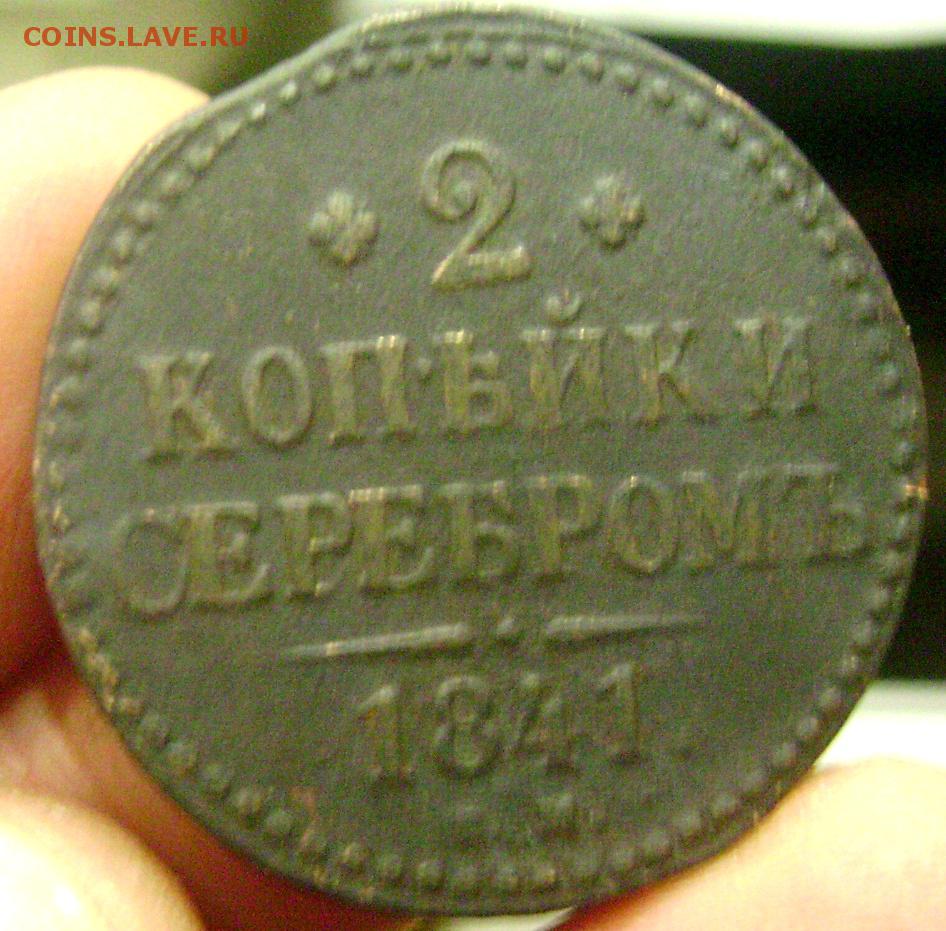 COINS.LAVE.RU
2
КОПѢЙКИ
СЕРЕБРОМЪ
1841.